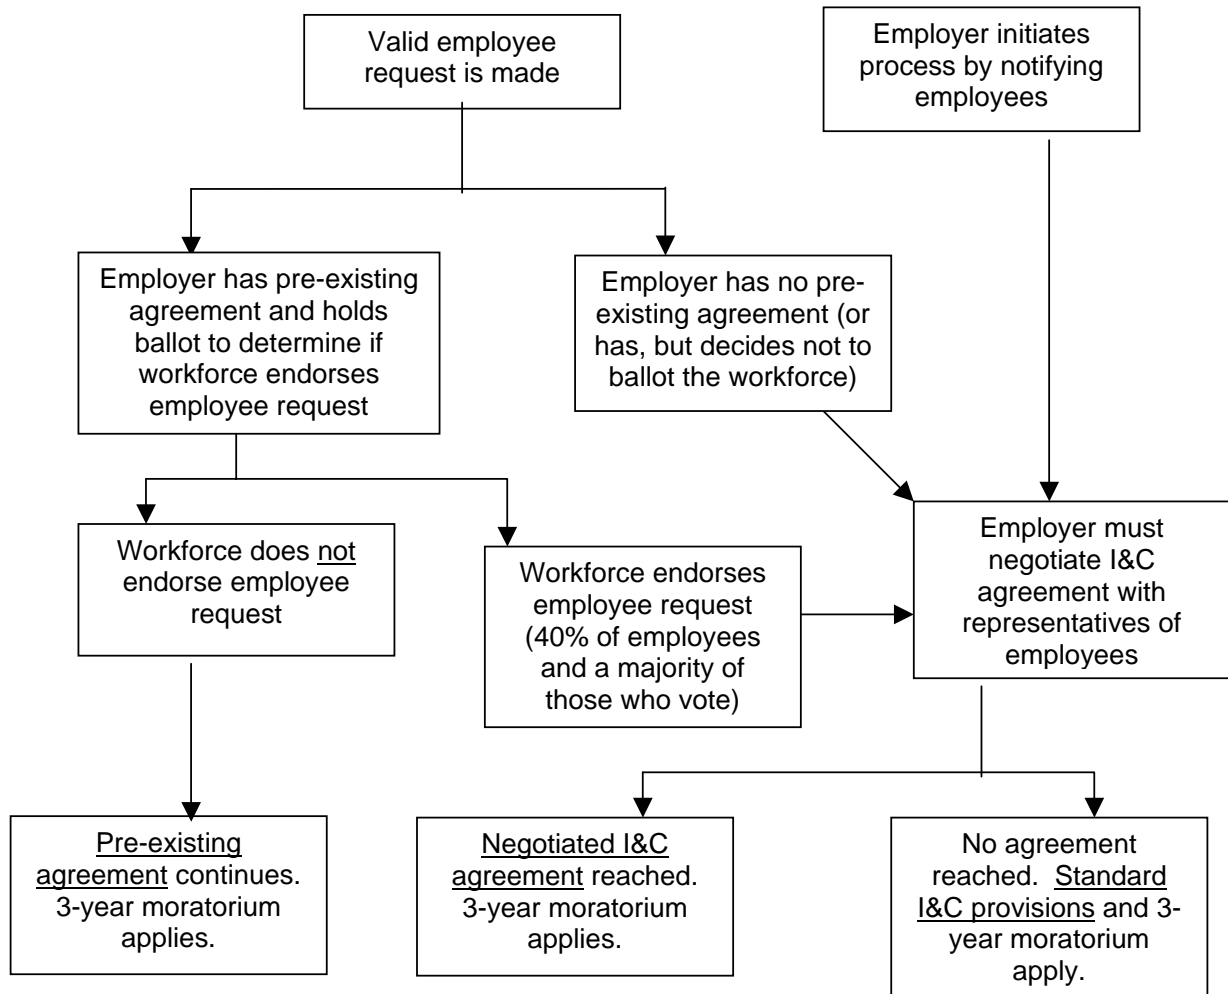 Valid employee
request is made
Employer initiates
process by notifying
employees
Employer has pre-existing
agreement and holds
ballot to determine if
workforce endorses
employee request
Employer has no pre-
existing agreement (or
has, but decides not to
ballot the workforce)
Workforce does not
endorse employee
request
Workforce endorses
employee request
(40% of employees
and a majority of
those who vote)
Employer must
negotiate I&C
agreement with
representatives of
employees
Pre-existing
agreement continues.
3-year moratorium
applies.
Negotiated I&C
agreement reached.
3-year moratorium
applies.
No agreement
reached.  Standard
I&C provisions and 3-
year moratorium
apply.